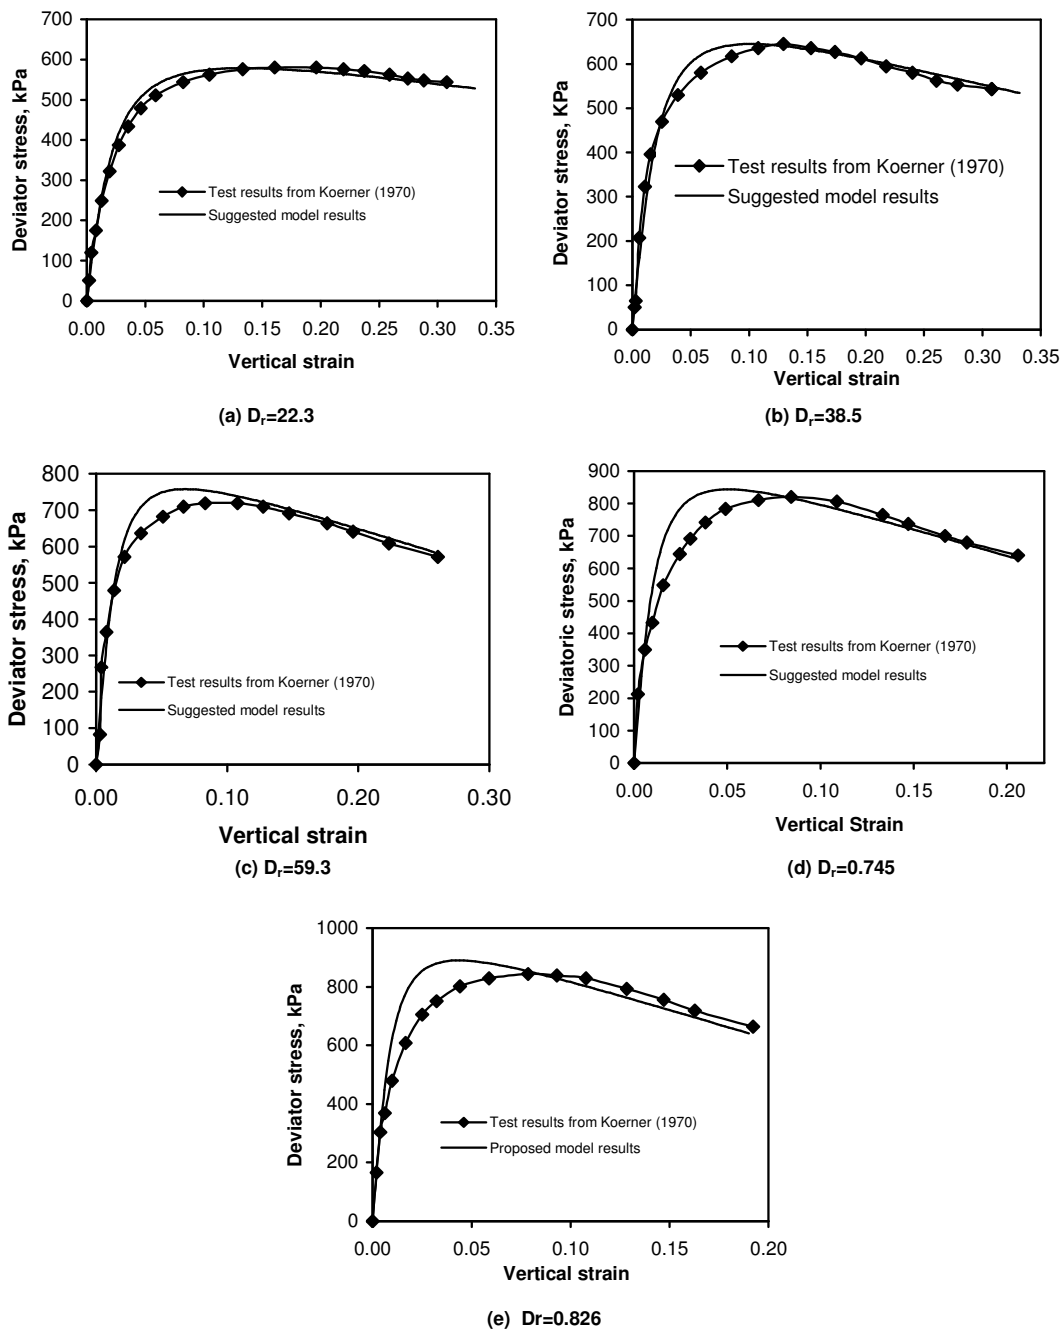 700
600
500
400
300
200
100
0
Deviator stress, kPa
Test results from Koerner (1970)
Suggested model results
0.00 0.05 0.10 0.15 0.20 0.25 0.30 0.35
Vertical strain
(a) Dr=22.3
700
600
500
400
300
200
100
0
Deviator stress, KPa
Test results from Koerner (1970)
Suggested model results
0.00 0.05 0.10 0.15 0.20 0.25 0.30 0.35
Vertical strain
(b) Dr=38.5
800
700
600
500
400
300
200
100
0
Deviator stress, kPa
Test results from Koerner (1970)
Suggested model results
0.00 0.10 0.20 0.30
Vertical strain
(c) Dr=59.3
900
800
700
600
500
400
300
200
100
0
Deviatoric stress, kPa
Test results from Koerner (1970)
Suggested model results
0.00 0.05 0.10 0.15 0.20
Vertical Strain
(d) Dr=0.745
1000
800
600
400
200
0
Deviator stress, kPa
Test results from Koerner (1970)
Proposed model results
0.00 0.05 0.10 0.15 0.20
Vertical strain
(e) Dr=0.826